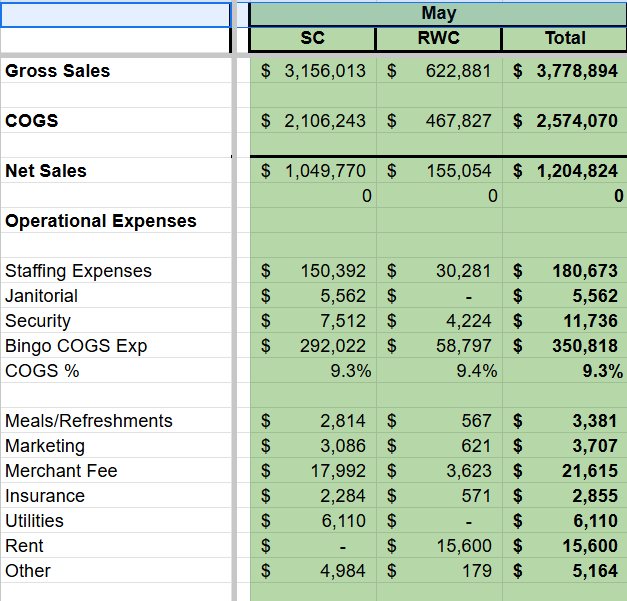 May
SC RWC Total
Gross Sales $ 3,156,013 $ 622,881 $ 3,778,894
COGS $ 2,106,243 $ 467,827 $ 2,574,070
Net Sales $ 1,049,770 $ 155,054 $ 1,204,824
0 0 0
Operational Expenses
Staffing Expenses $ 150,392 $ 30,281 $ 180,673
Janitorial $ 5,562 $ - $ 5,562
Security $ 7,512 $ 4,224 $ 11,736
Bingo COGS Exp $ 292,022 $ 58,797 $ 350,818
COGS % 9.3% 9.4% 9.3%
Meals/Refreshments $ 2,814 $ 567 $ 3,381
Marketing $ 3,086 $ 621 $ 3,707
Merchant Fee $ 17,992 $ 3,623 $ 21,615
Insurance $ 2,284 $ 571 $ 2,855
Utilities $ 6,110 $ - $ 6,110
Rent $ - $ 15,600 $ 15,600
Other $ 4,984 $ 179 $ 5,164